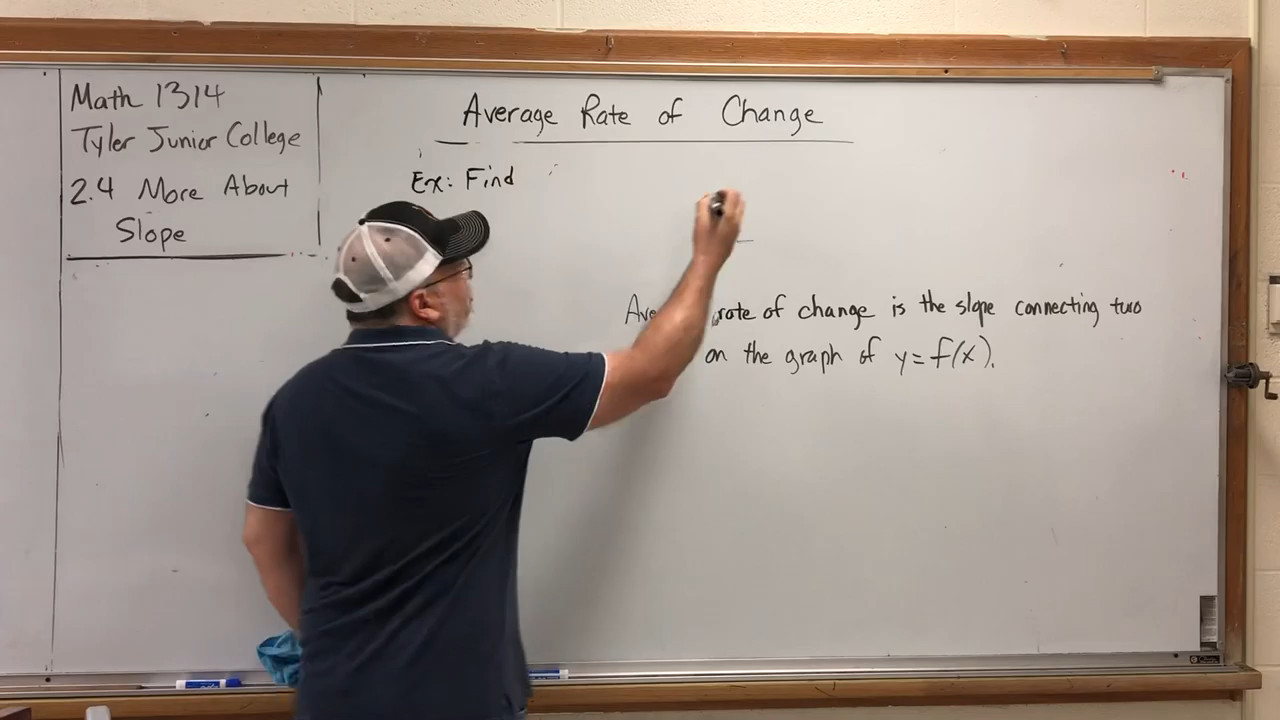 Math 1314
Tyler Junior College
2.4 More About
Slope
Average Rate of Change
Ex: Find
rate of change is the slope connecting two
on the graph of y=f(x).